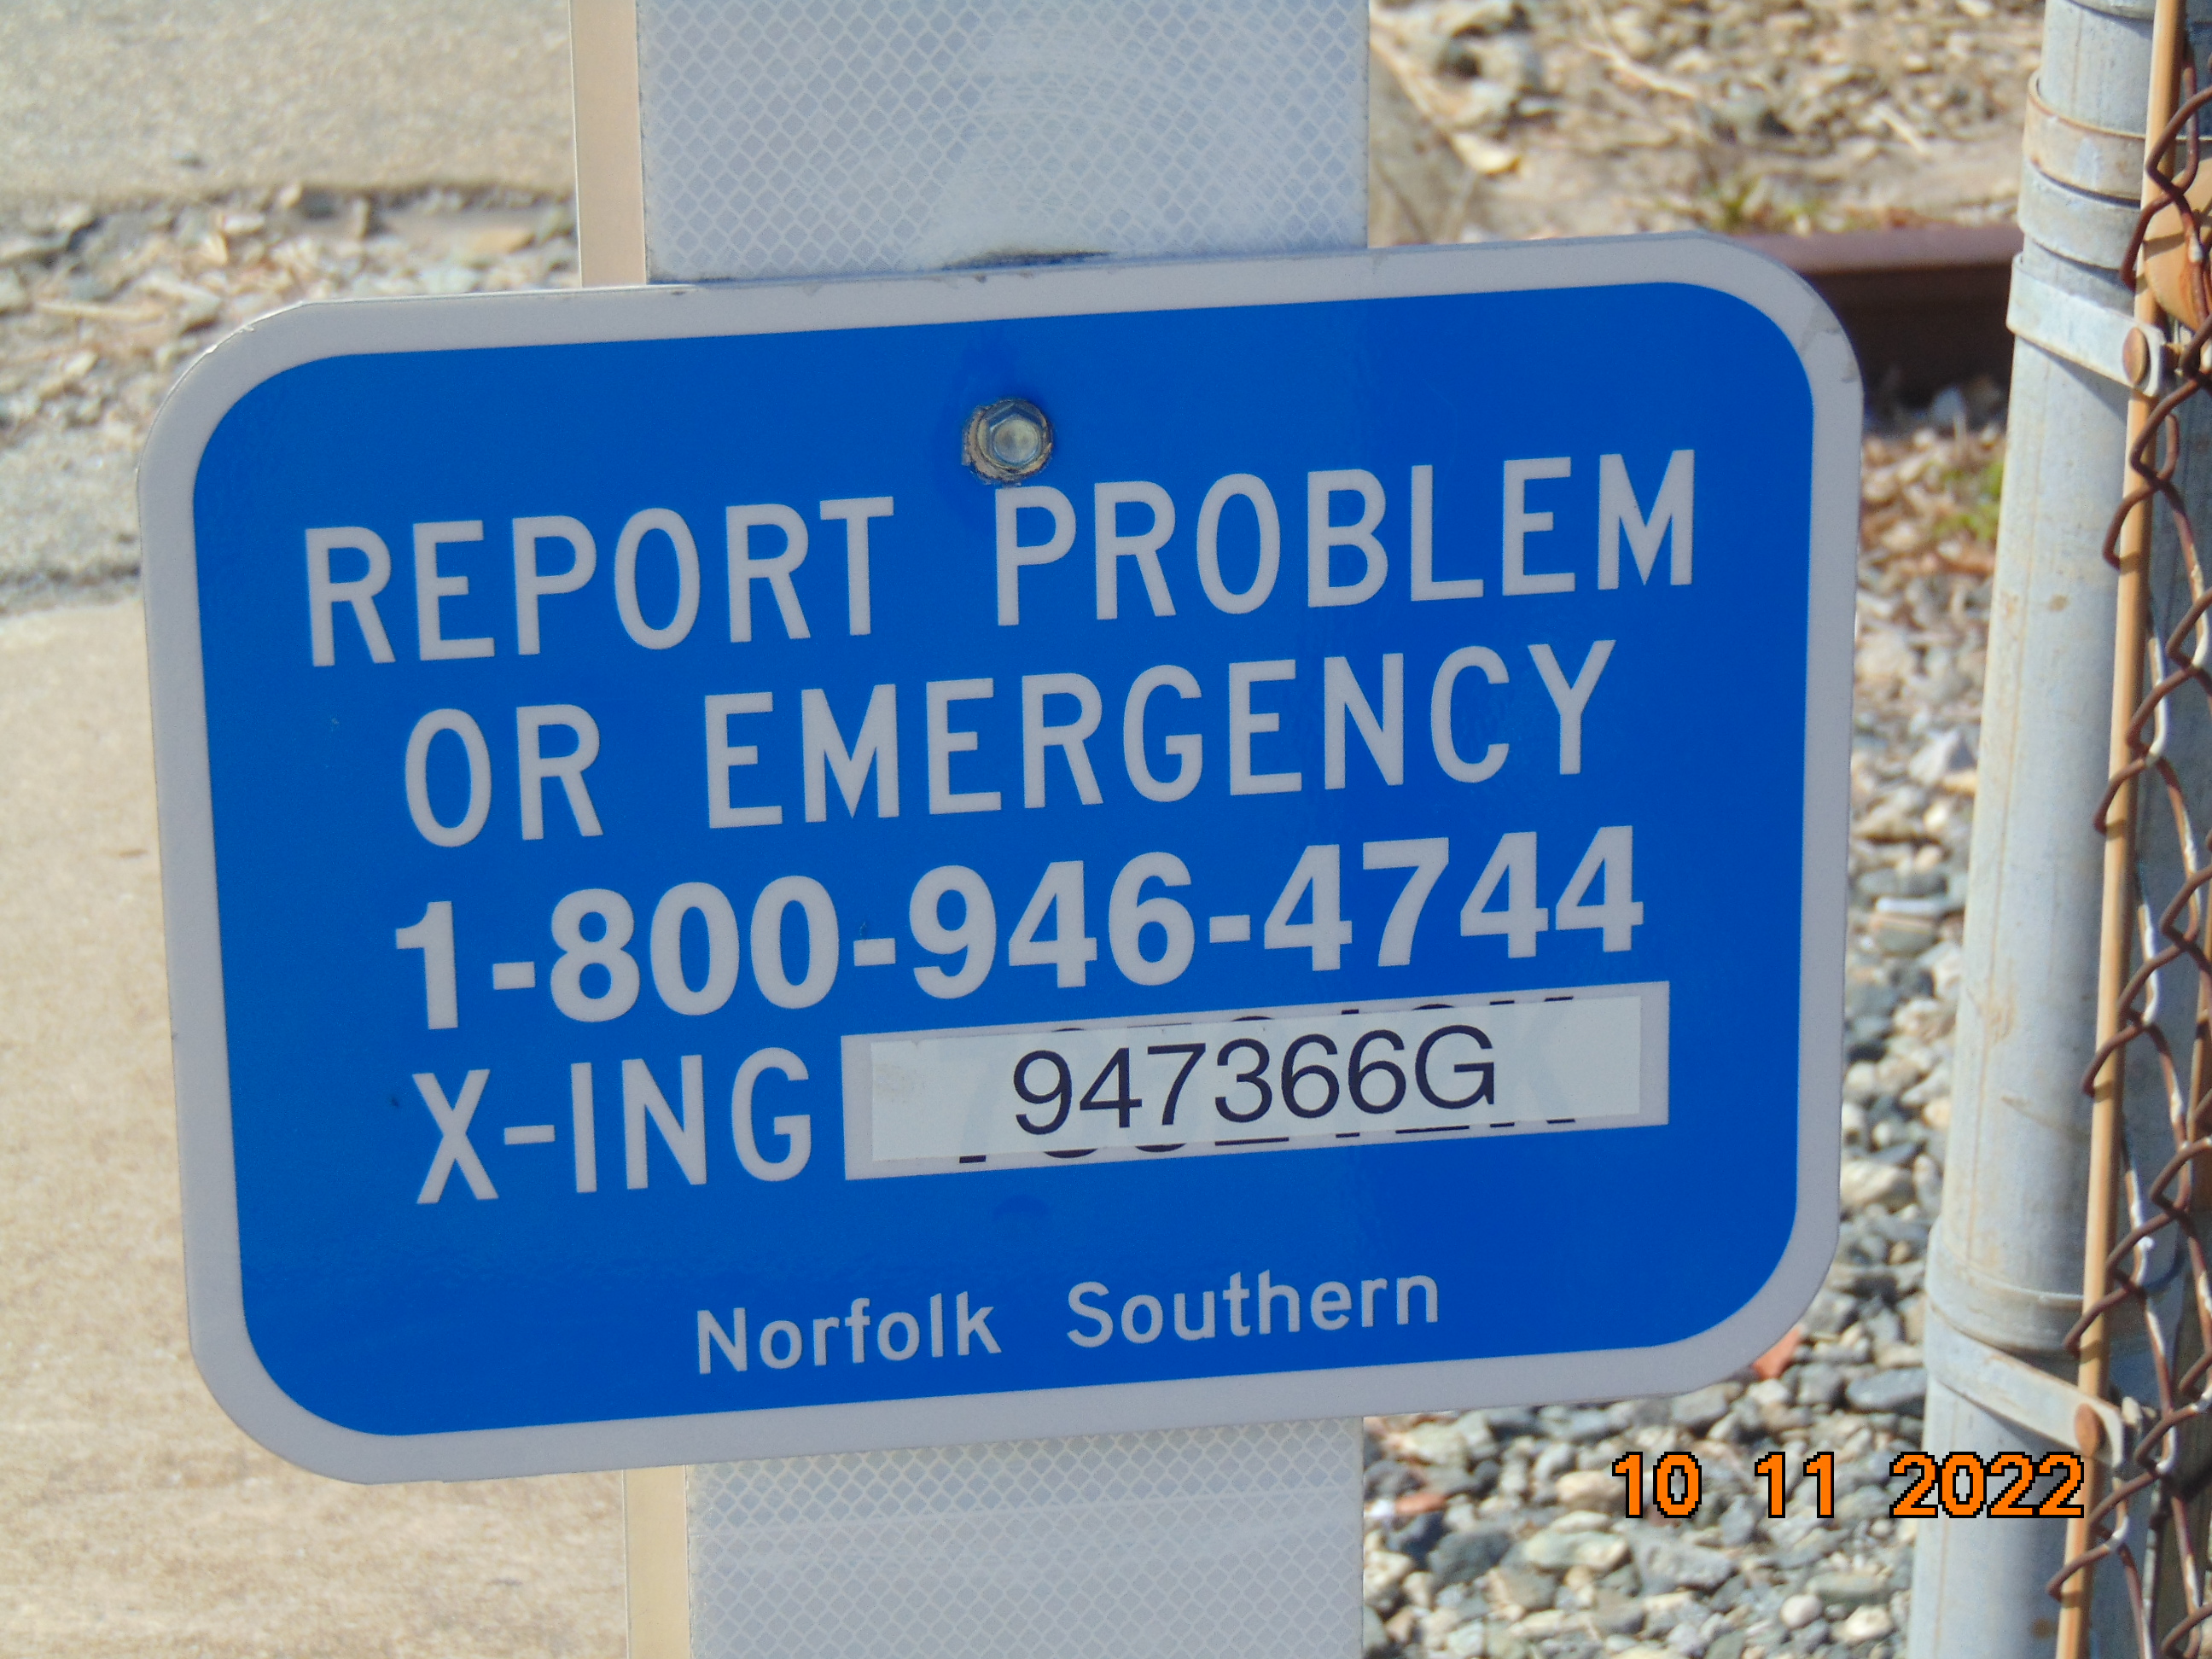 REPORT PROBLEM
OR EMERGENCY
1-800-946-4744
X-ING 947366G
Norfolk Southern
10 11 2022